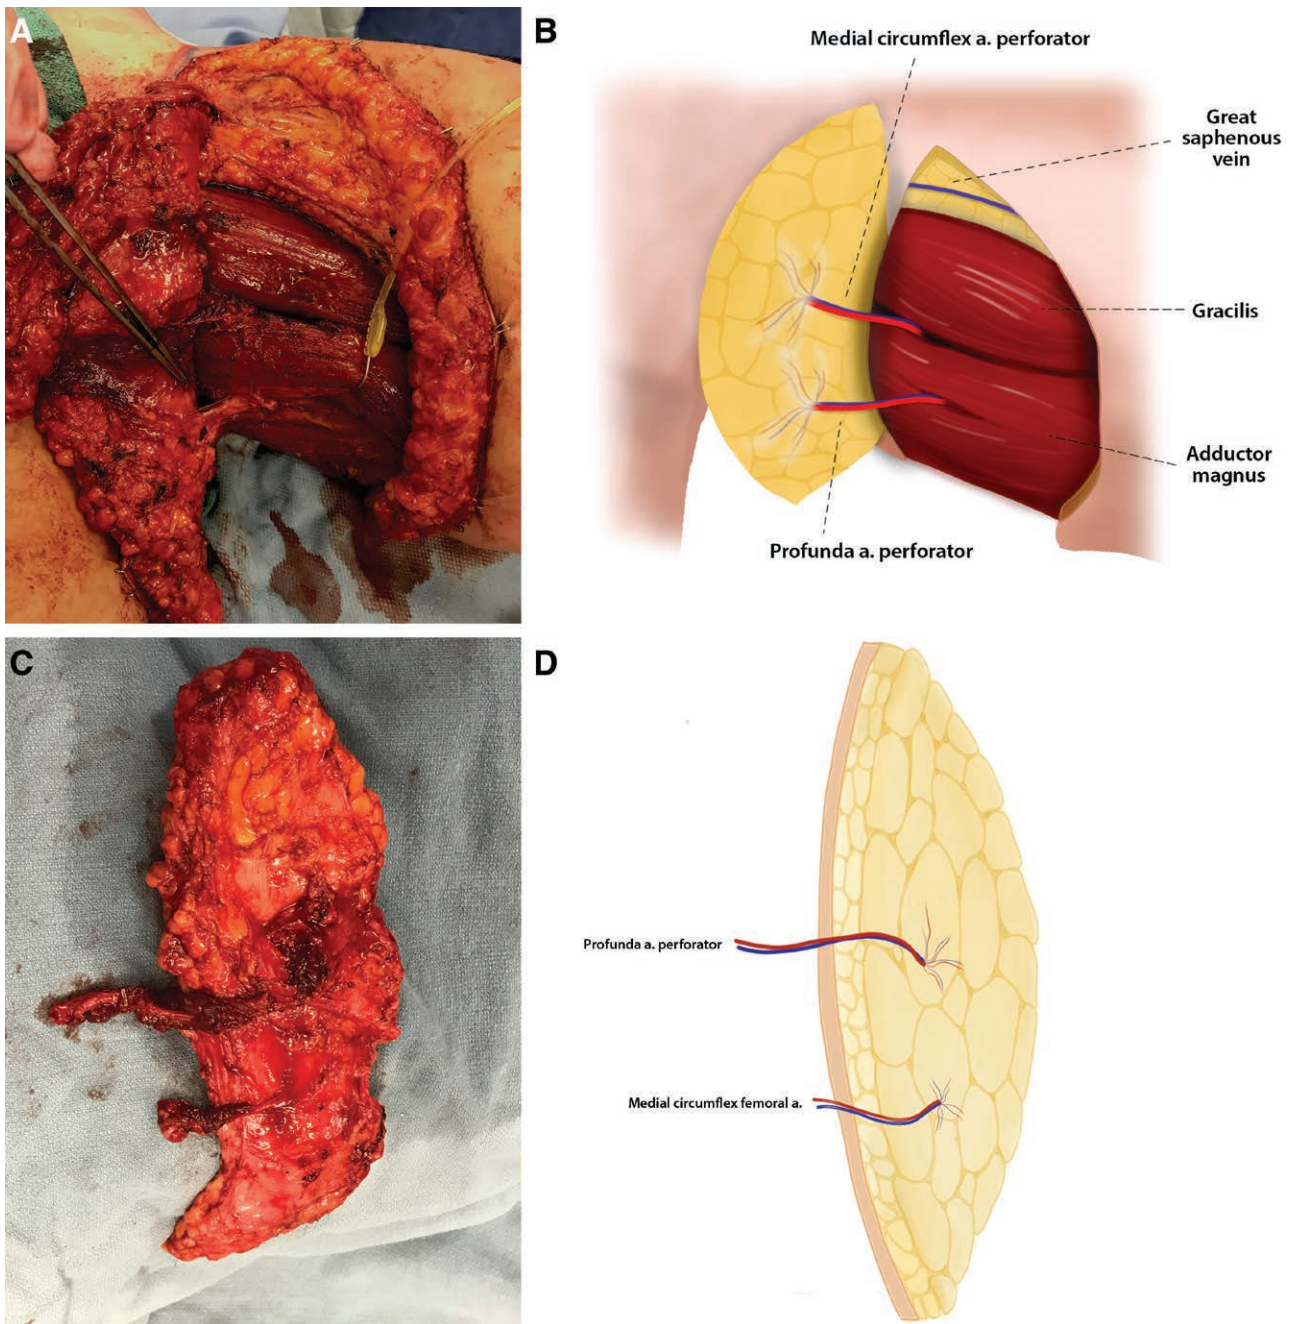 A
B
Medial circumflex a. perforator
Great
saphenous
vein
Gracilis
Adductor
magnus
Profunda a. perforator
C
D
Profunda a. perforator
Medial circumflex femoral a.